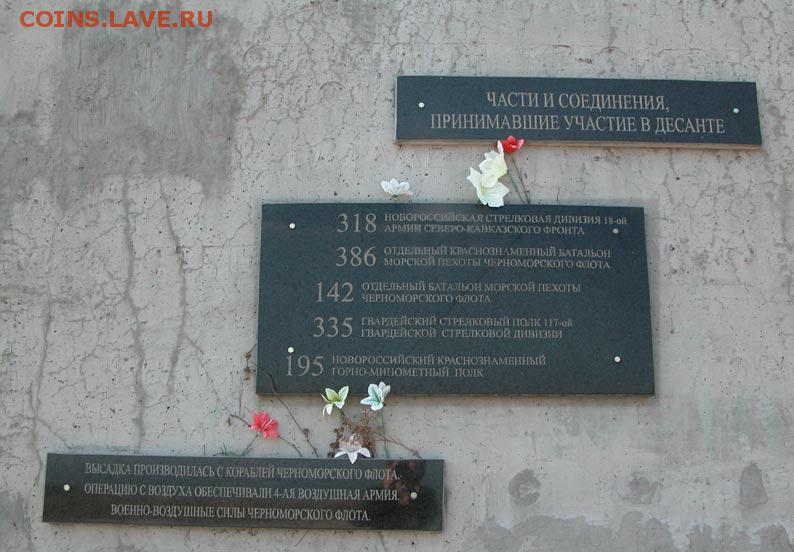 COINS.LAVE.RU
ЧАСТИ И СОЕДИНЕНИЯ,
ПРИНИМАВШИЕ УЧАСТИЕ В ДЕСАНТЕ
318 НОВОРОССИЙСКАЯ СТРЕЛКОВАЯ ДИВИЗИЯ 18-ой
АРМИИ СЕВЕРО-КАВКАЗСКОГО ФРОНТА
386 ОТДЕЛЬНЫЙ КРАСНОЗНАМЕННЫЙ БАТАЛЬОН
МОРСКОЙ ПЕХОТЫ ЧЕРНОМОРСКОГО ФЛОТА
142 ОТДЕЛЬНЫЙ БАТАЛЬОН МОРСКОЙ ПЕХОТЫ
ЧЕРНОМОРСКОГО ФЛОТА
335 ГВАРДЕЙСКИЙ СТРЕЛКОВЫЙ ПОЛК 117-ой
ГВАРДЕЙСКОЙ СТРЕЛКОВОЙ ДИВИЗИИ
195 НОВОРОССИЙСКИЙ КРАСНОЗНАМЕННЫЙ
ГОРНО-МИНОМЕТНЫЙ ПОЛК
ВЫСАДКА ПРОИЗВОДИЛАСЬ С КОРАБЛЕЙ ЧЕРНОМОРСКОГО ФЛОТА.
ОПЕРАЦИЮ С ВОЗДУХА ОБЕСПЕЧИВАЛИ 4-АЯ ВОЗДУШНАЯ АРМИЯ,
ВОЕННО-ВОЗДУШНЫЕ СИЛЫ ЧЕРНОМОРСКОГО ФЛОТА.